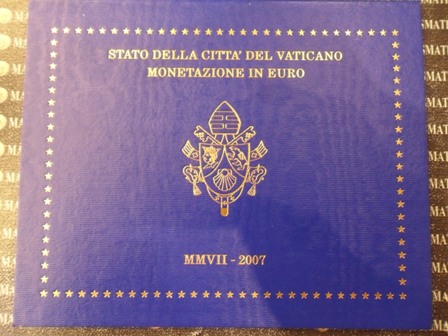 STATO DELLA CITTA' DEL VATICANO
MONETAZIONE IN EURO
MMVII - 2007